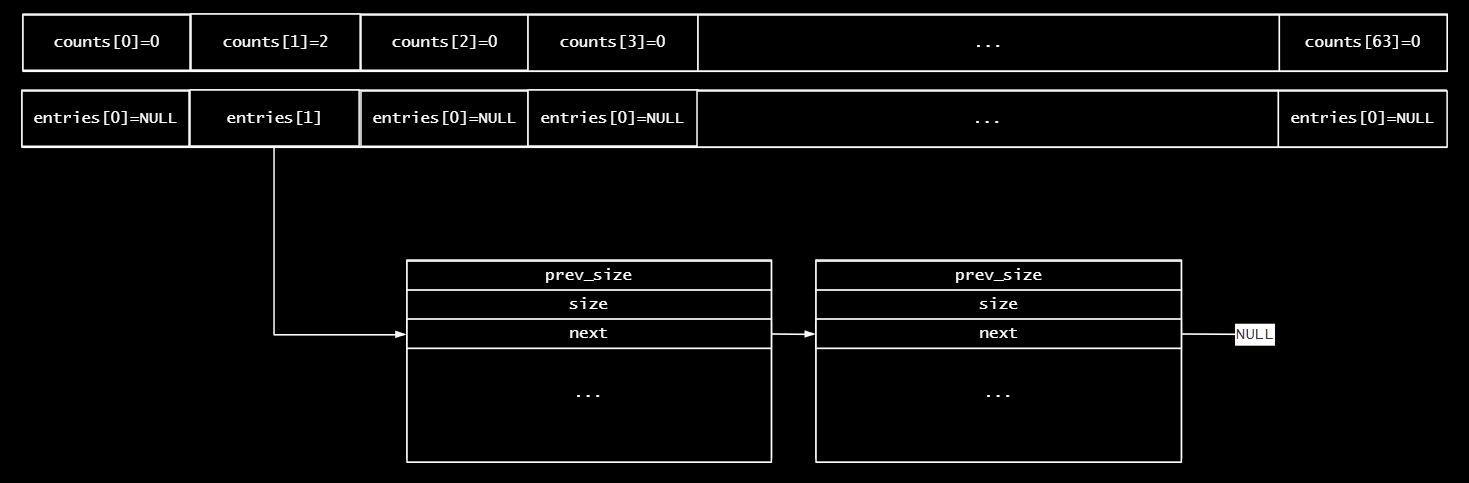 counts[0]=0 counts[1]=2 counts[2]=0 counts[3]=0 ... counts[63]=0
entries[0]=NULL entries[1] entries[0]=NULL entries[0]=NULL ... entries[0]=NULL
prev_size prev_size
size size
next next NULL
... ...